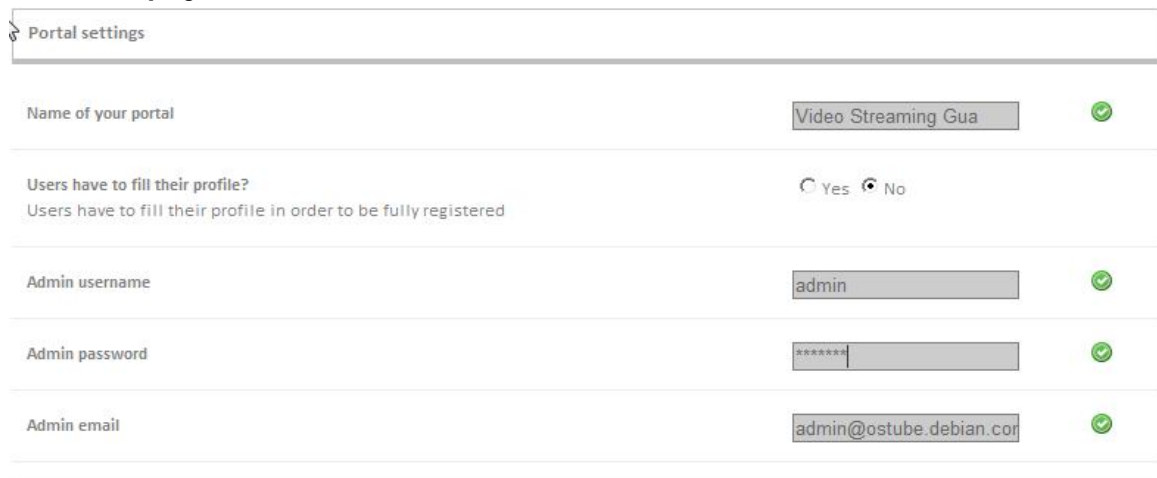 Portal settings
Name of your portal
Video Streaming Gua
Users have to fill their profile?
Yes No
Users have to fill their profile in order to be fully registered
Admin username
admin
Admin password
*******
Admin email
admin@ostube.debian.cor